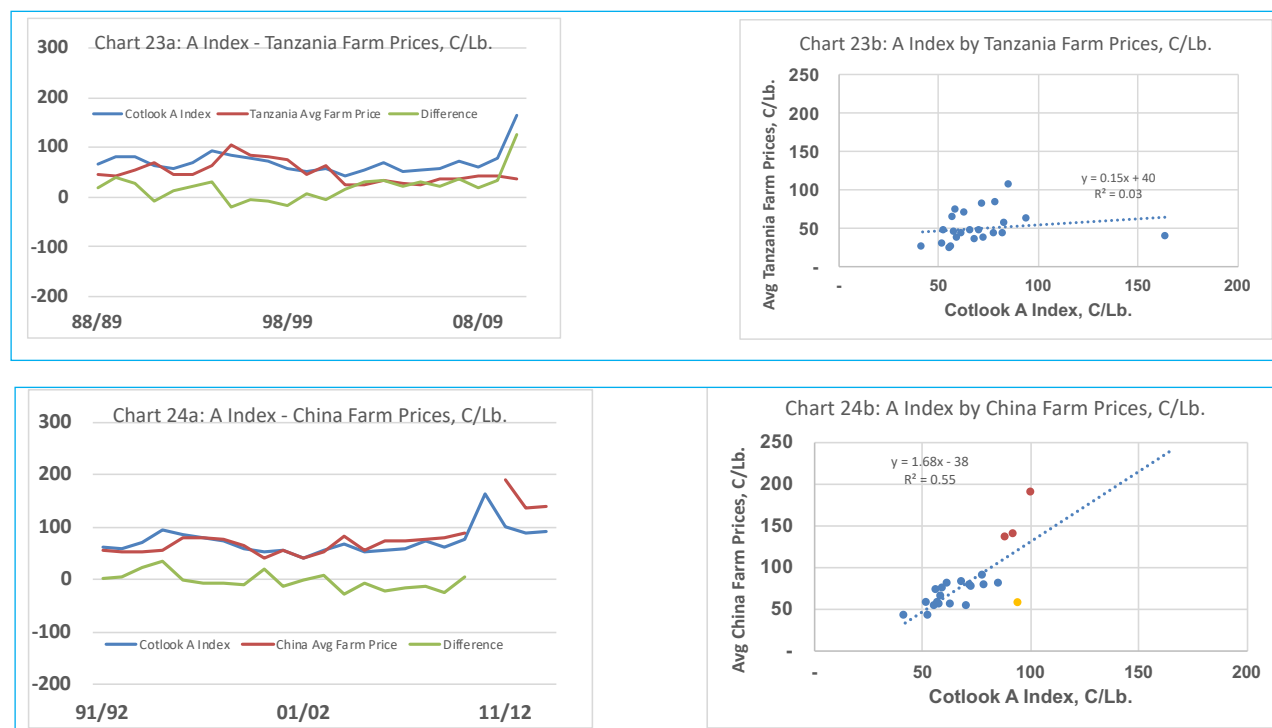 Chart 23a: A Index - Tanzania Farm Prices, C/Lb.
300
200
Cotlook A Index Tanzania Avg Farm Price Difference
100
0
-100
-200
88/89 98/99 08/09
Chart 23b: A Index by Tanzania Farm Prices, C/Lb.
Avg Tanzania Farm Prices, C/Lb.
250
200
150
100
50
-
y = 0.15x + 40
R² = 0.03
- 50 100 150 200
Cotlook A Index, C/Lb.
Chart 24a: A Index - China Farm Prices, C/Lb.
300
200
100
0
-100
Cotlook A Index China Avg Farm Price Difference
-200
91/92 01/02 11/12
Chart 24b: A Index by China Farm Prices, C/Lb.
Avg China Farm Prices, C/Lb.
250
200
150
100
50
-
y = 1.68x - 38
R² = 0.55
- 50 100 150 200
Cotlook A Index, C/Lb.